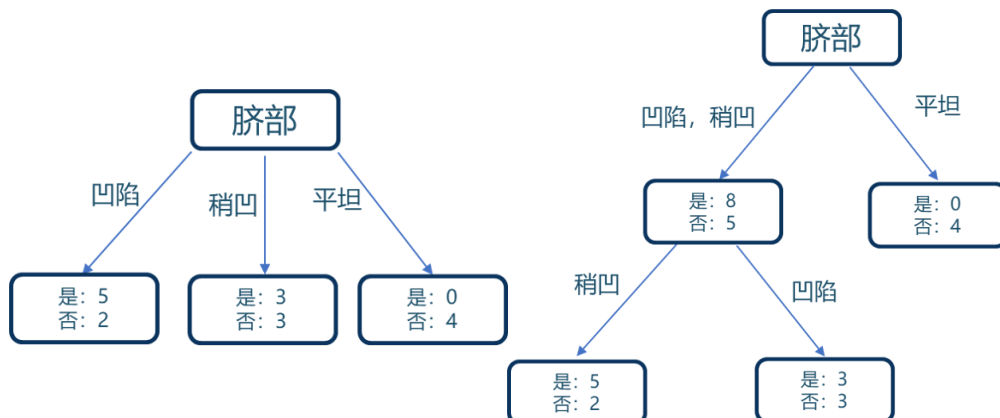 脐部
凹陷
稍凹
平坦
是：5
否：2
是：3
否：3
是：0
否：4
脐部
凹陷，稍凹
平坦
是：8
否：5
是：0
否：4
稍凹
凹陷
是：5
否：2
是：3
否：3